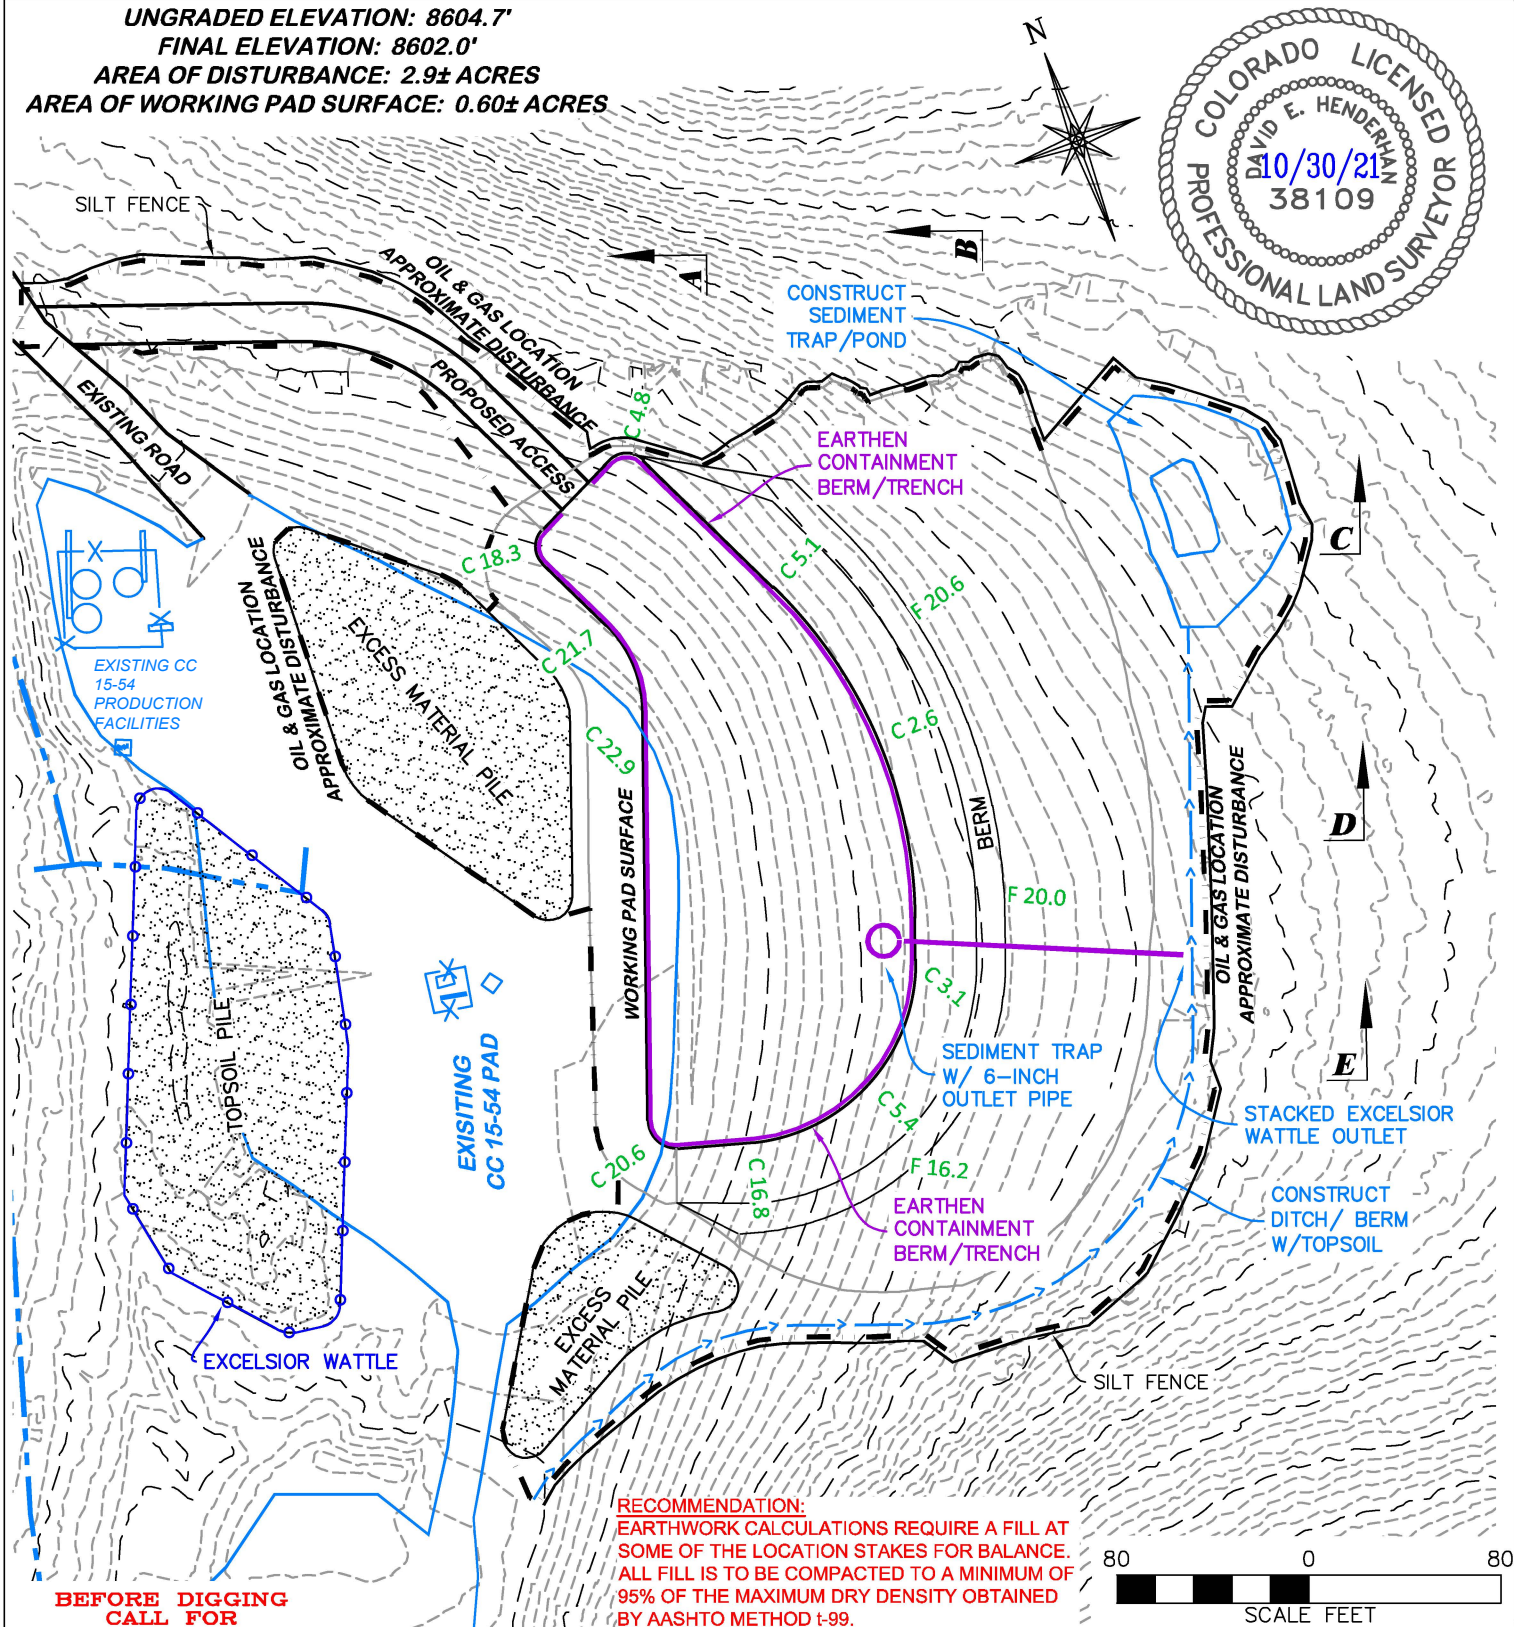 UNGRADED ELEVATION: 8604.7'
FINAL ELEVATION: 8602.0'
AREA OF DISTURBANCE: 2.9± ACRES
AREA OF WORKING PAD SURFACE: 0.60± ACRES
N
COLORADO LICENSED
PROFESSIONAL LAND SURVEYOR
DAVID E. HENDERHAN
10/30/21
38109
SILT FENCE
OIL & GAS LOCATION
APPROXIMATE DISTURBANCE
A
B
CONSTRUCT
SEDIMENT
TRAP/POND
EXISTING ROAD
PROPOSED ACCESS
C 4.8
EARTHEN
CONTAINMENT
BERM/TRENCH
C
C 18.3
C 5.1
F 20.6
OIL & GAS LOCATION
APPROXIMATE DISTURBANCE
EXCESS MATERIAL PILE
C 21.7
EXISTING CC
15-54
PRODUCTION
FACILITIES
C 22.9
C 2.6
BERM
D
OIL & GAS LOCATION
APPROXIMATE DISTURBANCE
WORKING PAD SURFACE
F 20.0
C 3.1
TOPSOIL PILE
EXISITING
CC 15-54 PAD
SEDIMENT TRAP
W/ 6-INCH
OUTLET PIPE
E
C 5.4
STACKED EXCELSIOR
WATTLE OUTLET
C 20.6
C 16.8
F 16.2
EARTHEN
CONTAINMENT
BERM/TRENCH
CONSTRUCT
DITCH/ BERM
W/TOPSOIL
EXCESS
MATERIAL PILE
EXCELSIOR WATTLE
SILT FENCE
RECOMMENDATION:
EARTHWORK CALCULATIONS REQUIRE A FILL AT
SOME OF THE LOCATION STAKES FOR BALANCE.
ALL FILL IS TO BE COMPACTED TO A MINIMUM OF
95% OF THE MAXIMUM DRY DENSITY OBTAINED
BY AASHTO METHOD t-99.
BEFORE DIGGING
CALL FOR
80 0 80
SCALE FEET